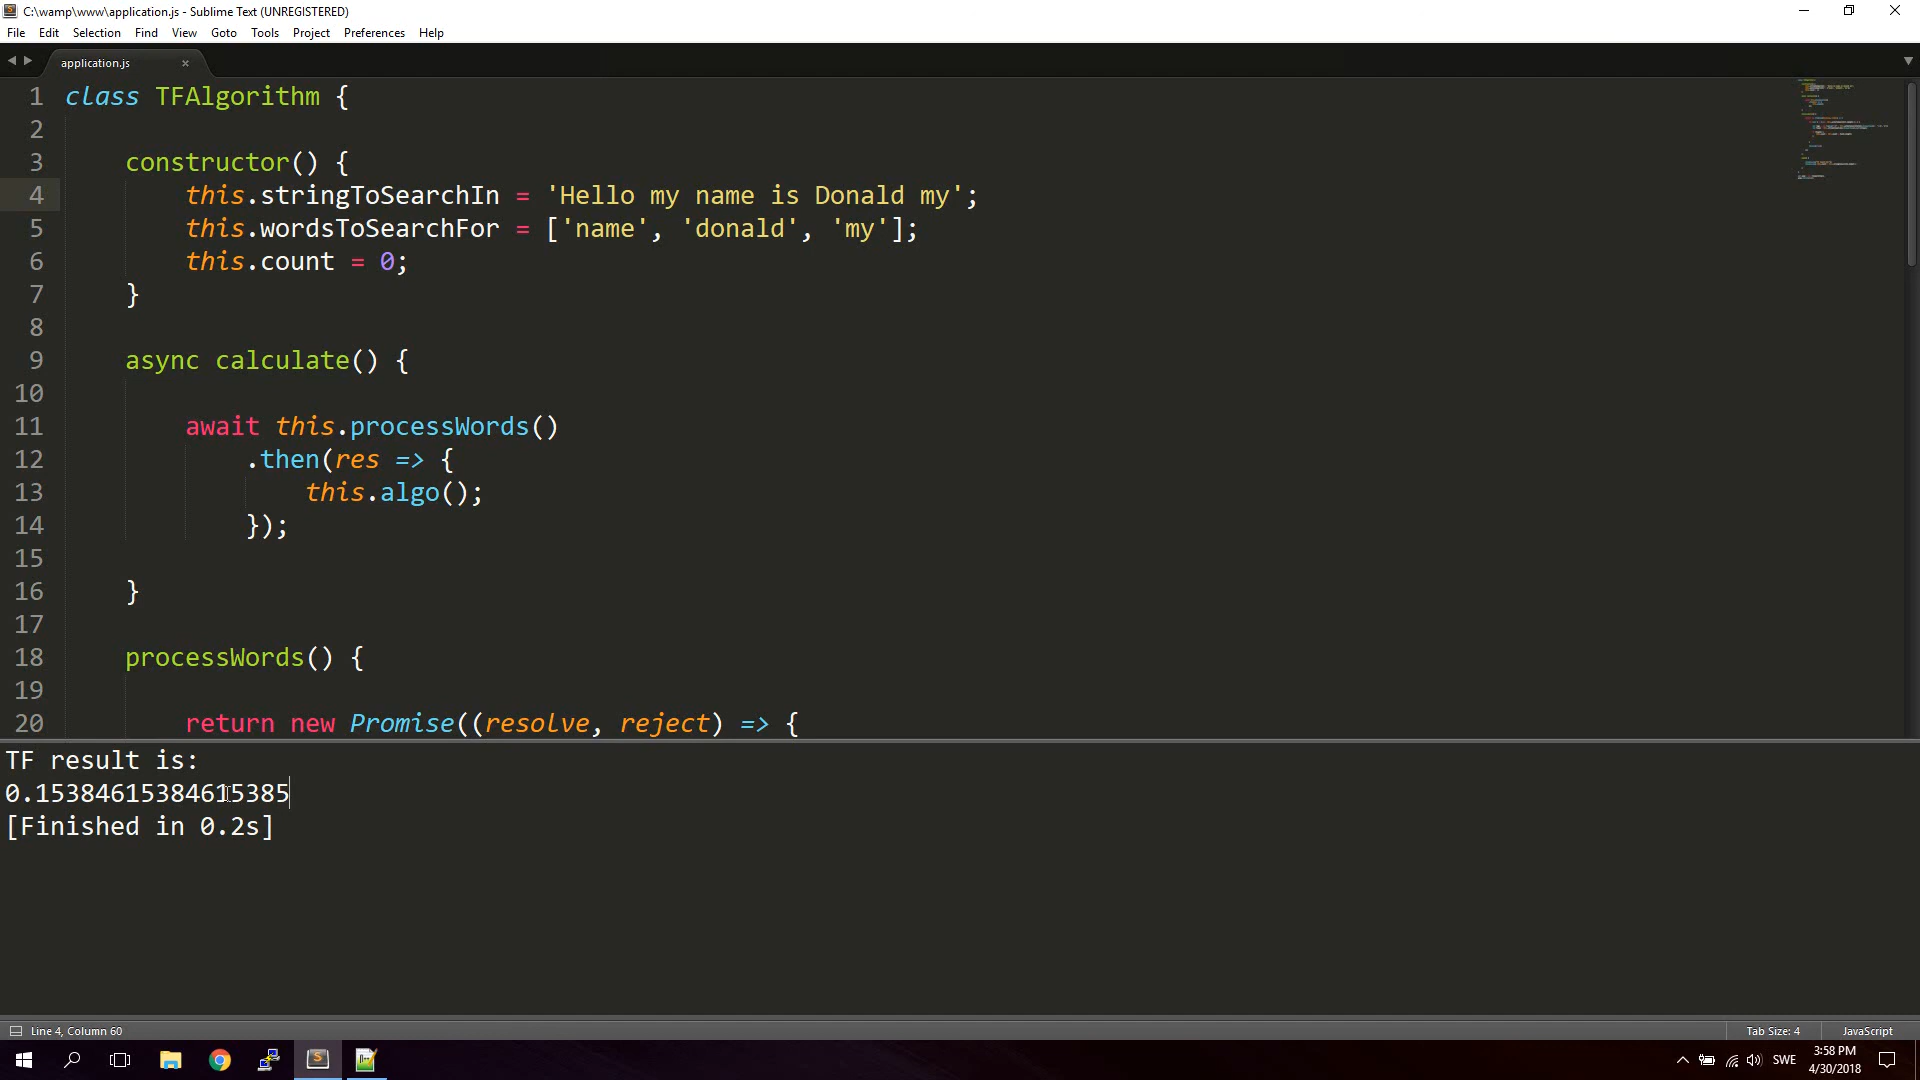 C:\wamp\www\application.js - Sublime Text (UNREGISTERED)
File Edit Selection Find View Goto Tools Project Preferences Help
application.js
1 class TFAlgorithm {
2
3 constructor() {
4 this.stringToSearchIn = 'Hello my name is Donald my';
5 this.wordsToSearchFor = ['name', 'donald', 'my'];
6 this.count = 0;
7 }
8
9 async calculate() {
10
11 await this.processWords()
12 .then(res => {
13 this.algo();
14 });
15
16 }
17
18 processWords() {
19
20 return new Promise((resolve, reject) => {
TF result is:
0.15384615384615385
[Finished in 0.2s]
Line 4, Column 60
Tab Size: 4
JavaScript
SWE
3:58 PM
4/30/2018